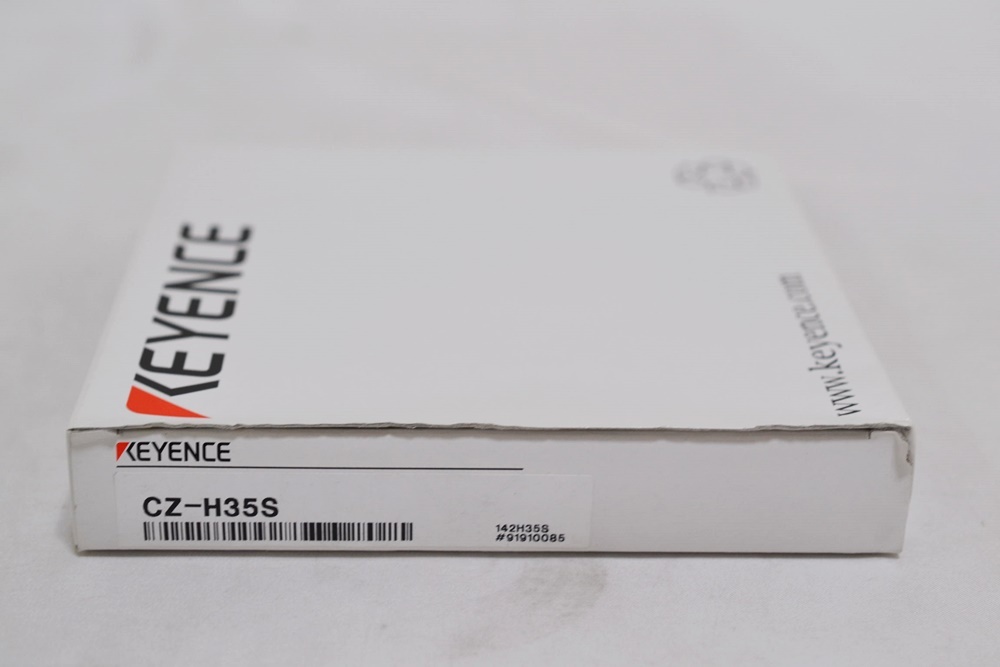 KEYENCE
www.keyence.com
KEYENCE
CZ-H35S
142H35S
#91910085